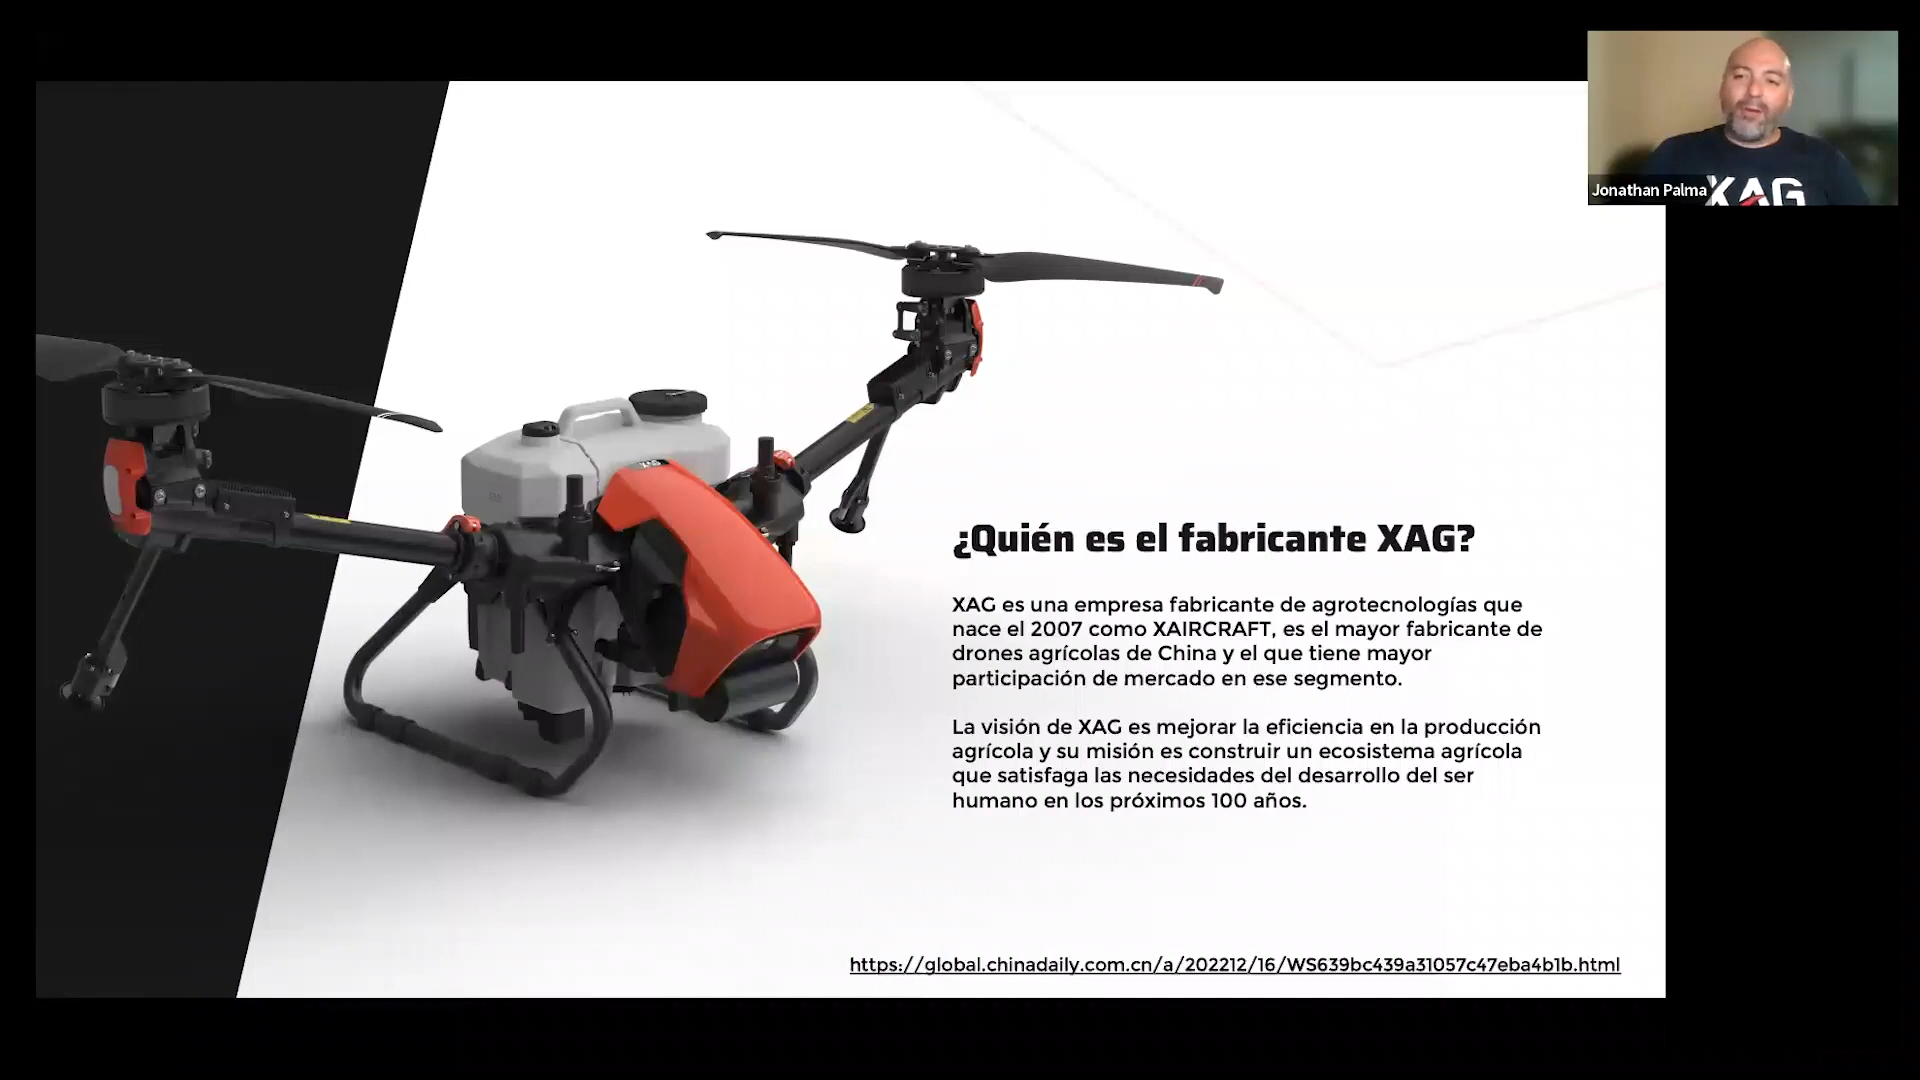 Jonathan Palma
XAG
XAG
¿Quién es el fabricante XAG?
XAG es una empresa fabricante de agrotecnologías que
nace el 2007 como XAIRCRAFT, es el mayor fabricante de
drones agrícolas de China y el que tiene mayor
participación de mercado en ese segmento.
La visión de XAG es mejorar la eficiencia en la producción
agrícola y su misión es construir un ecosistema agrícola
que satisfaga las necesidades del desarrollo del ser
humano en los próximos 100 años.
https://global.chinadaily.com.cn/a/202212/16/WS639bc439a31057c47eba4b1b.html